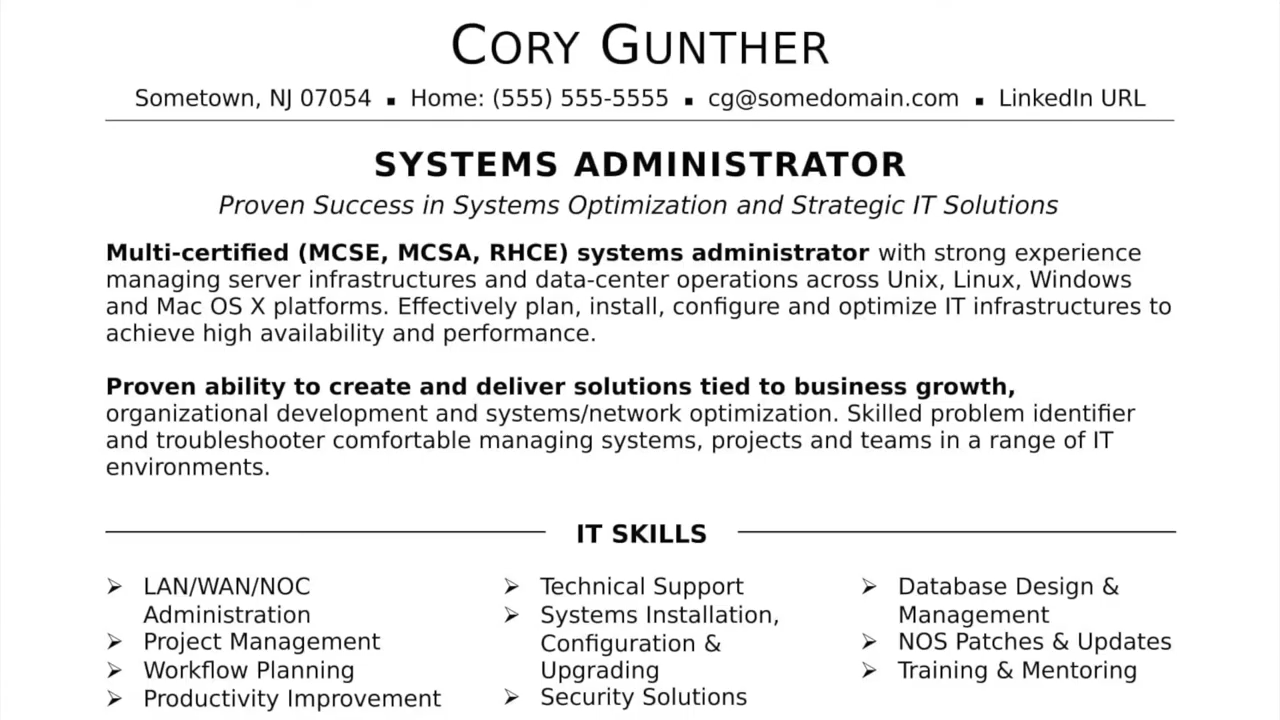 CORY GUNTHER
Sometown, NJ 07054 ▪ Home: (555) 555-5555 ▪ cg@somedomain.com ▪ LinkedIn URL
SYSTEMS ADMINISTRATOR
Proven Success in Systems Optimization and Strategic IT Solutions
Multi-certified (MCSE, MCSA, RHCE) systems administrator with strong experience
managing server infrastructures and data-center operations across Unix, Linux, Windows
and Mac OS X platforms. Effectively plan, install, configure and optimize IT infrastructures to
achieve high availability and performance.
Proven ability to create and deliver solutions tied to business growth,
organizational development and systems/network optimization. Skilled problem identifier
and troubleshooter comfortable managing systems, projects and teams in a range of IT
environments.
IT SKILLS
➢ LAN/WAN/NOC
Administration
➢ Project Management
➢ Workflow Planning
➢ Productivity Improvement
➢ Technical Support
➢ Systems Installation,
Configuration &
Upgrading
➢ Security Solutions
➢ Database Design &
Management
➢ NOS Patches & Updates
➢ Training & Mentoring